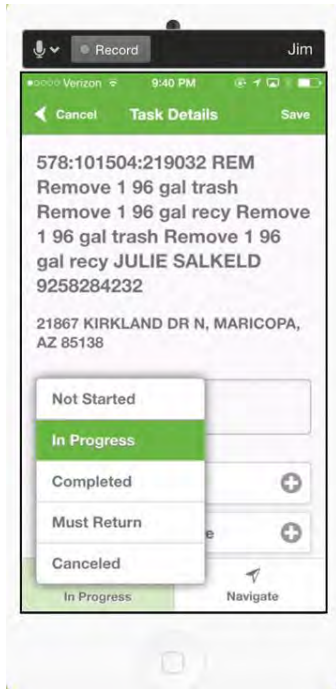 Record
Jim
Verizon 9:40 PM
Cancel Task Details Save
578:101504:219032 REM
Remove 1 96 gal trash
Remove 1 96 gal recy Remove
1 96 gal trash Remove 1 96
gal recy JULIE SALKELD
9258284232
21867 KIRKLAND DR N, MARICOPA,
AZ 85138
Not Started
In Progress
Completed
Must Return
e
Canceled
In Progress
Navigate